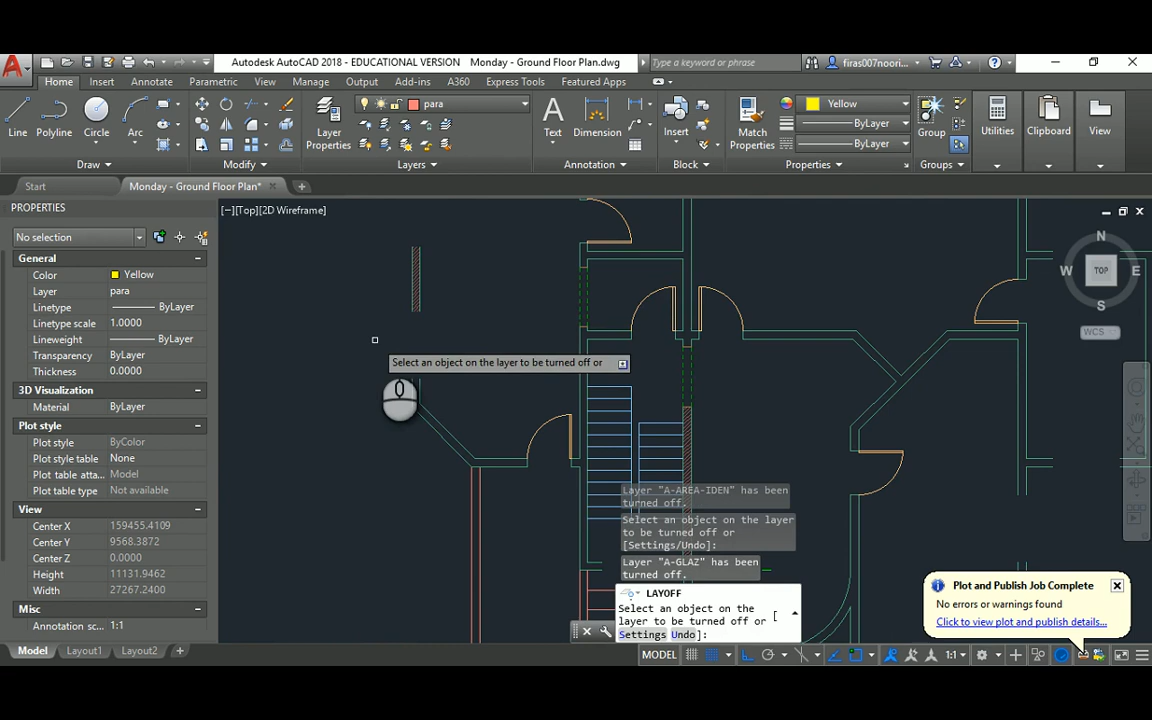 Autodesk AutoCAD 2018 - EDUCATIONAL VERSION Monday - Ground Floor Plan.dwg
Type a keyword or phrase
firas007noori...
Home Insert Annotate Parametric View Manage Output Add-ins A360 Express Tools Featured Apps
para
Yellow
ByLayer
ByLayer
Line Polyline Circle Arc
Layer Properties
Text Dimension
Insert
Match Properties
Group
Utilities Clipboard View
Draw Modify Layers Annotation Block Properties Groups
Start Monday - Ground Floor Plan*
PROPERTIES
No selection
General
Color Yellow
Layer para
Linetype ByLayer
Linetype scale 1.0000
Lineweight ByLayer
Transparency ByLayer
Thickness 0.0000
3D Visualization
Material ByLayer
Plot style
Plot style ByColor
Plot style table None
Plot table atta... Model
Plot table type Not available
View
Center X 159455.4109
Center Y 9568.3872
Center Z 0.0000
Height 11131.9462
Width 27267.2400
Misc
Annotation sc... 1:1
[−][Top][2D Wireframe]
N
W TOP E
S
WCS
Select an object on the layer to be turned off or
Layer "A-AREA-IDEN" has been
turned off.
Select an object on the layer
to be turned off or
[Settings/Undo]:
Layer "A-GLAZ" has been
turned off.
LAYOFF
Select an object on the
layer to be turned off or [
Settings Undo]:
Plot and Publish Job Complete
No errors or warnings found
Click to view plot and publish details...
Model Layout1 Layout2
MODEL 1:1